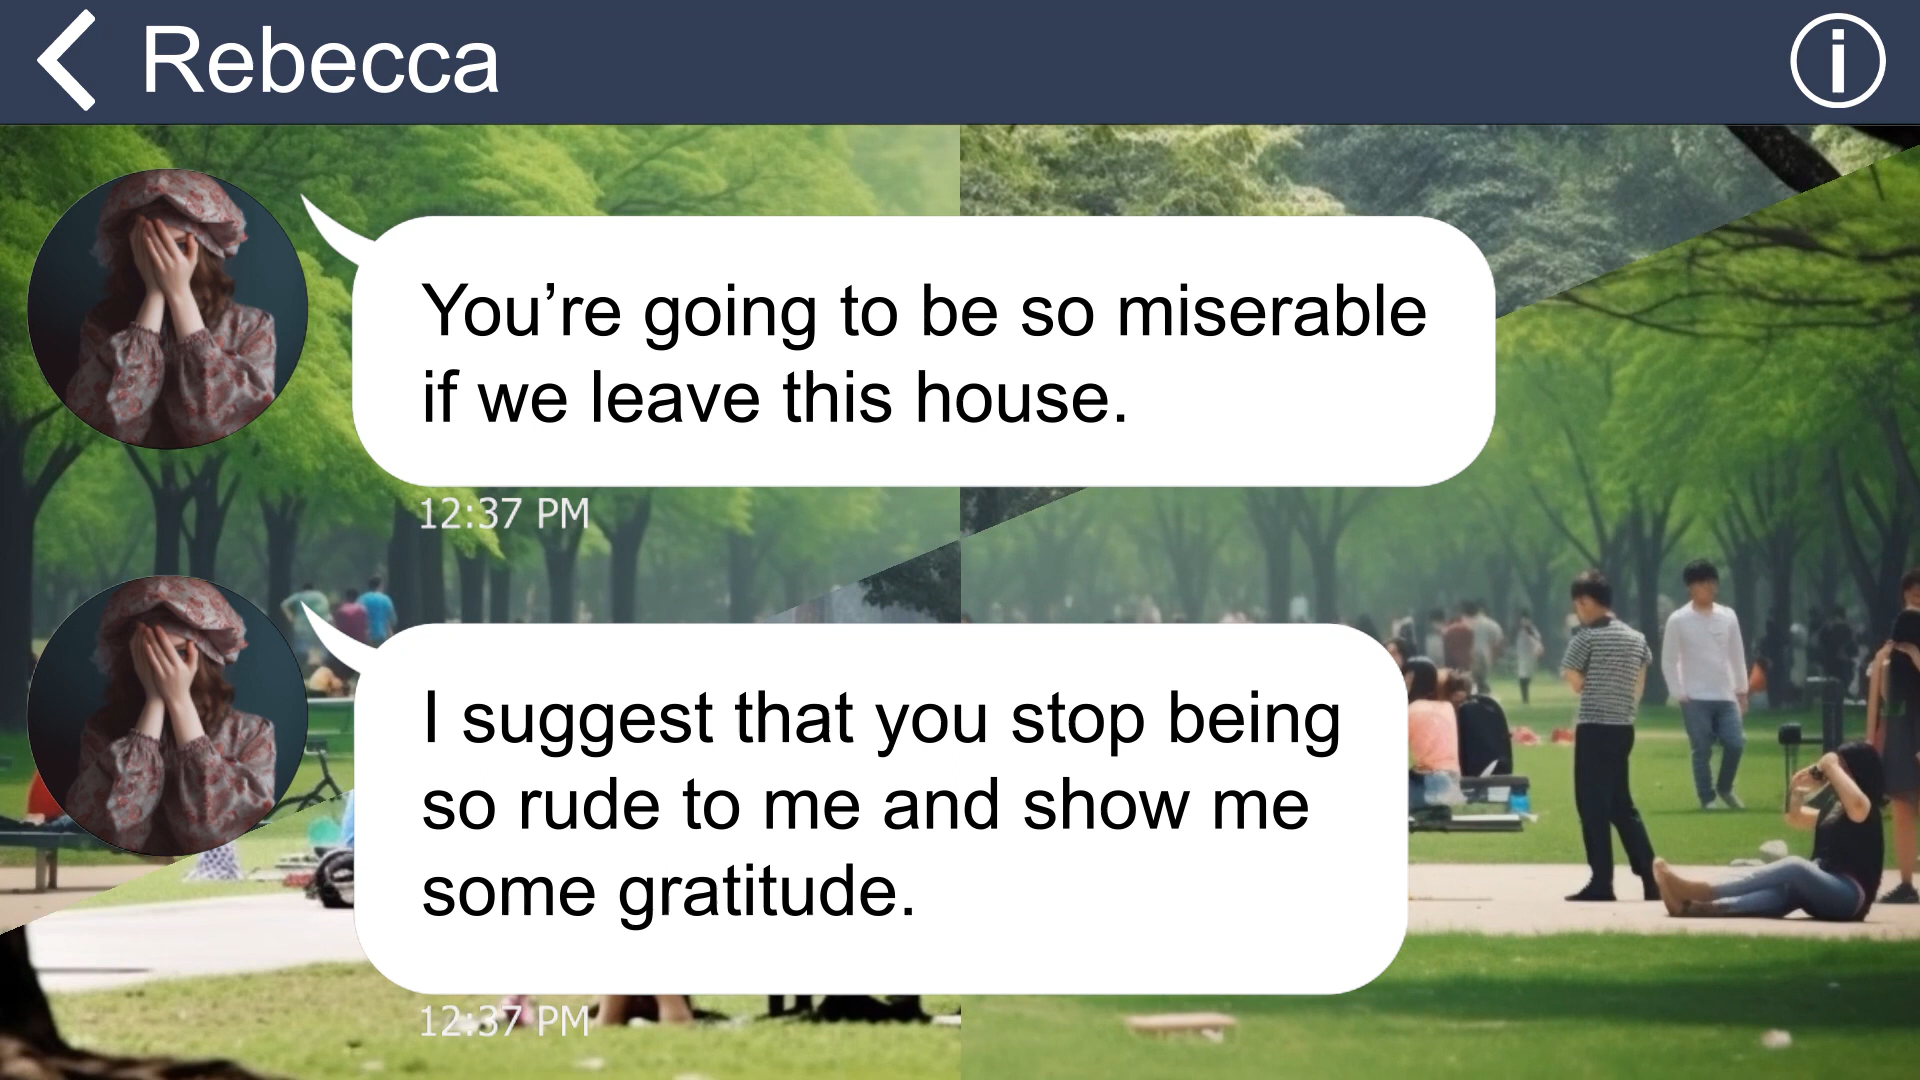 Rebecca
You’re going to be so miserable
if we leave this house.
12:37 PM
I suggest that you stop being
so rude to me and show me
some gratitude.
12:37 PM